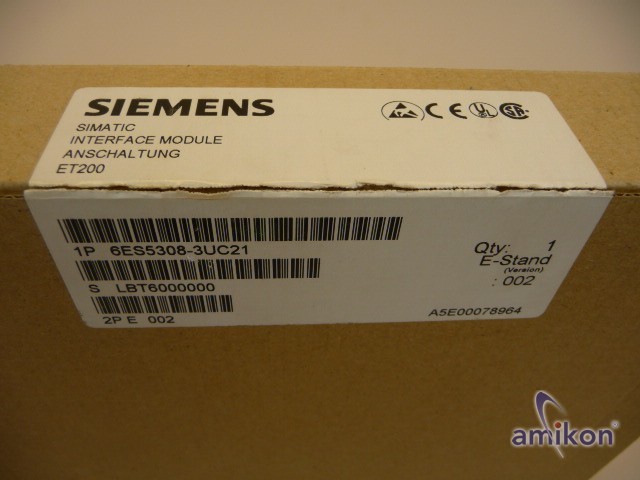 SIEMENS
SIMATIC
INTERFACE MODULE
ANSCHALTUNG
ET200
1P 6ES5308-3UC21
Qty: 1
E-Stand
(Version)
: 002
S LBT6000000
2P E 002
A5E00078964
amikon